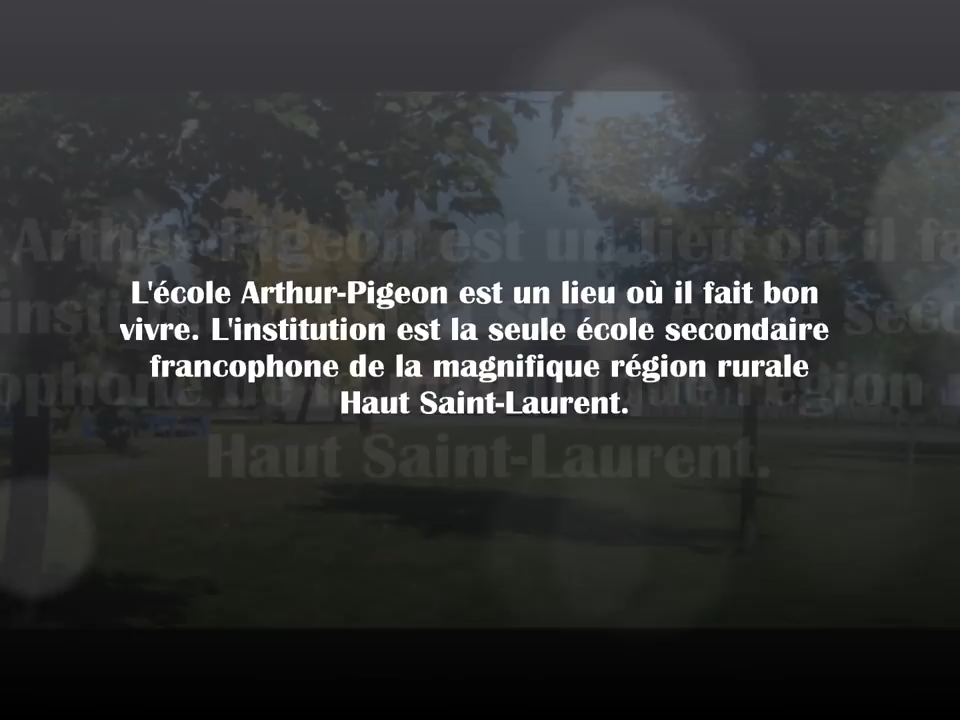 L'école Arthur-Pigeon est un lieu où il fait bon
vivre. L'institution est la seule école secondaire
francophone de la magnifique région rurale
Haut Saint-Laurent.